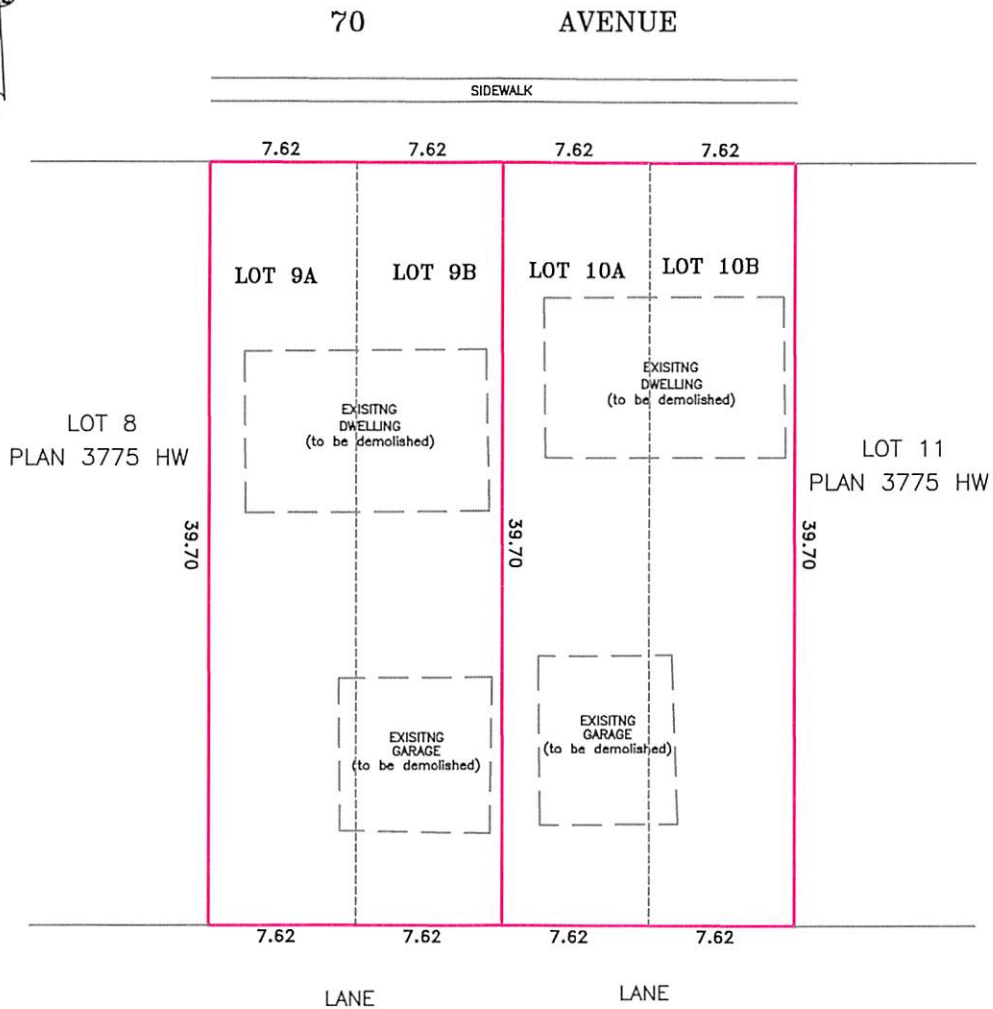 70 AVENUE
SIDEWALK
7.62 7.62 7.62 7.62
LOT 9A LOT 9B LOT 10A LOT 10B
EXISITNG
DWELLING
(to be demolished)
EXISITNG
DWELLING
(to be demolished)
LOT 8
PLAN 3775 HW
LOT 11
PLAN 3775 HW
39.70 39.70 39.70
EXISITNG
GARAGE
(to be demolished)
EXISITNG
GARAGE
(to be demolished)
7.62 7.62 7.62 7.62
LANE LANE